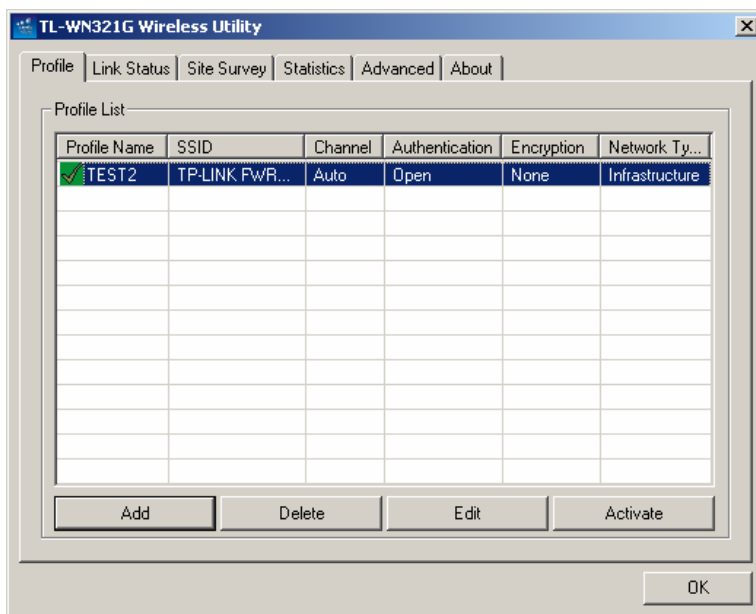 TL-WN321G Wireless Utility
Profile Link Status Site Survey Statistics Advanced About
Profile List
Profile Name SSID Channel Authentication Encryption Network Ty...
TEST2 TP-LINK FWR... Auto Open None Infrastructure
Add Delete Edit Activate
OK